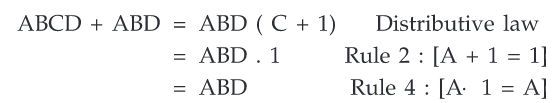 ABCD + ABD = ABD ( C + 1) Distributive law
= ABD . 1 Rule 2 : [A + 1 = 1]
= ABD Rule 4 : [A· 1 = A]